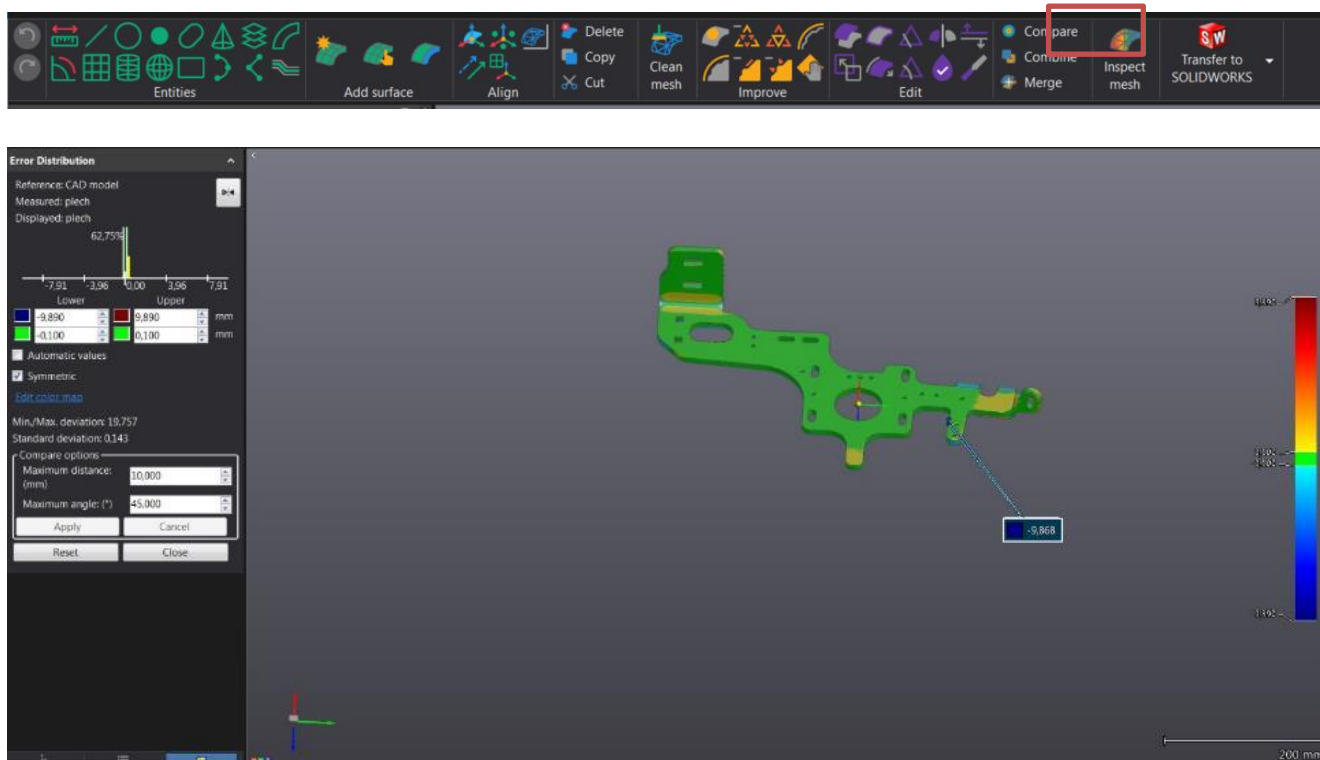 Delete
Copy
Cut
Clean
mesh
Compare
Combine
Merge
Inspect
mesh
Transfer to
SOLIDWORKS
Entities
Add surface
Align
Improve
Edit
Error Distribution
Reference: CAD model
Measured: plech
Displayed: plech
62,75%
-7,91 -3,96 0,00 3,96 7,91
Lower Upper
-9,890 9,890 mm
-0,100 0,100 mm
Automatic values
Symmetric
Edit color map
Min./Max. deviation: 19,757
Standard deviation: 0,143
Compare options
Maximum distance:
(mm)
10,000
Maximum angle: (°) 45,000
Apply Cancel
Reset Close
-9,868
200 mm